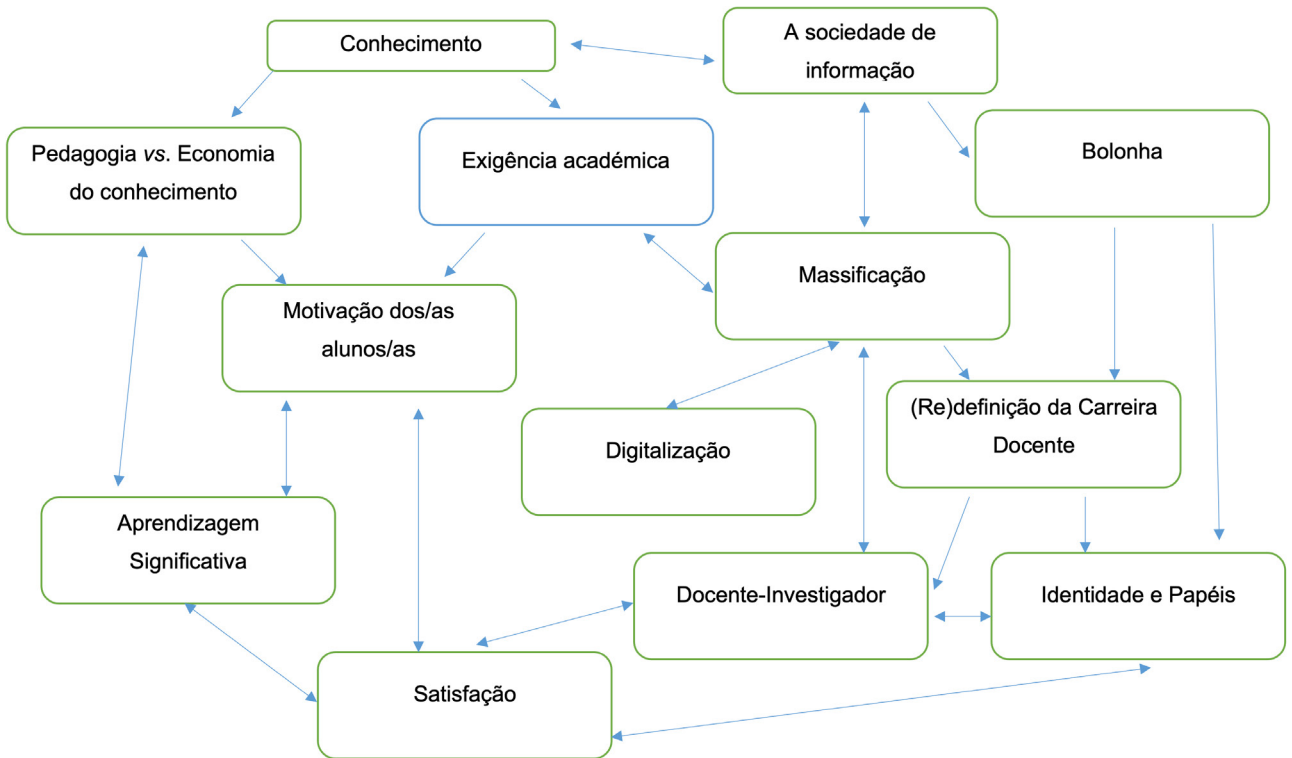 Conhecimento
A sociedade de
informação
Pedagogia vs. Economia
do conhecimento
Exigência académica
Bolonha
Massificação
Motivação dos/as
alunos/as
(Re)definição da Carreira
Docente
Digitalização
Aprendizagem
Significativa
Docente-Investigador
Identidade e Papéis
Satisfação